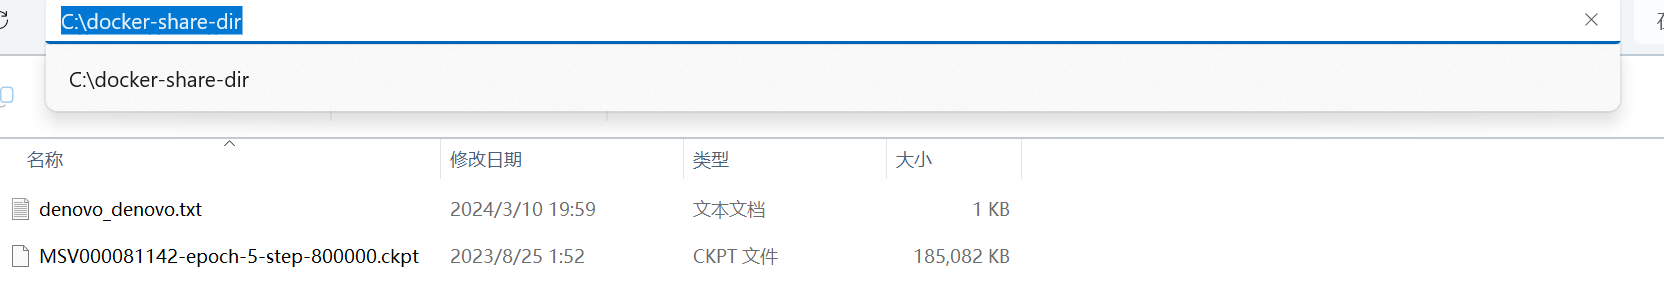 C:\docker-share-dir
C:\docker-share-dir
名称 修改日期 类型 大小
denovo_denovo.txt 2024/3/10 19:59 文本文档 1 KB
MSV000081142-epoch-5-step-800000.ckpt 2023/8/25 1:52 CKPT 文件 185,082 KB